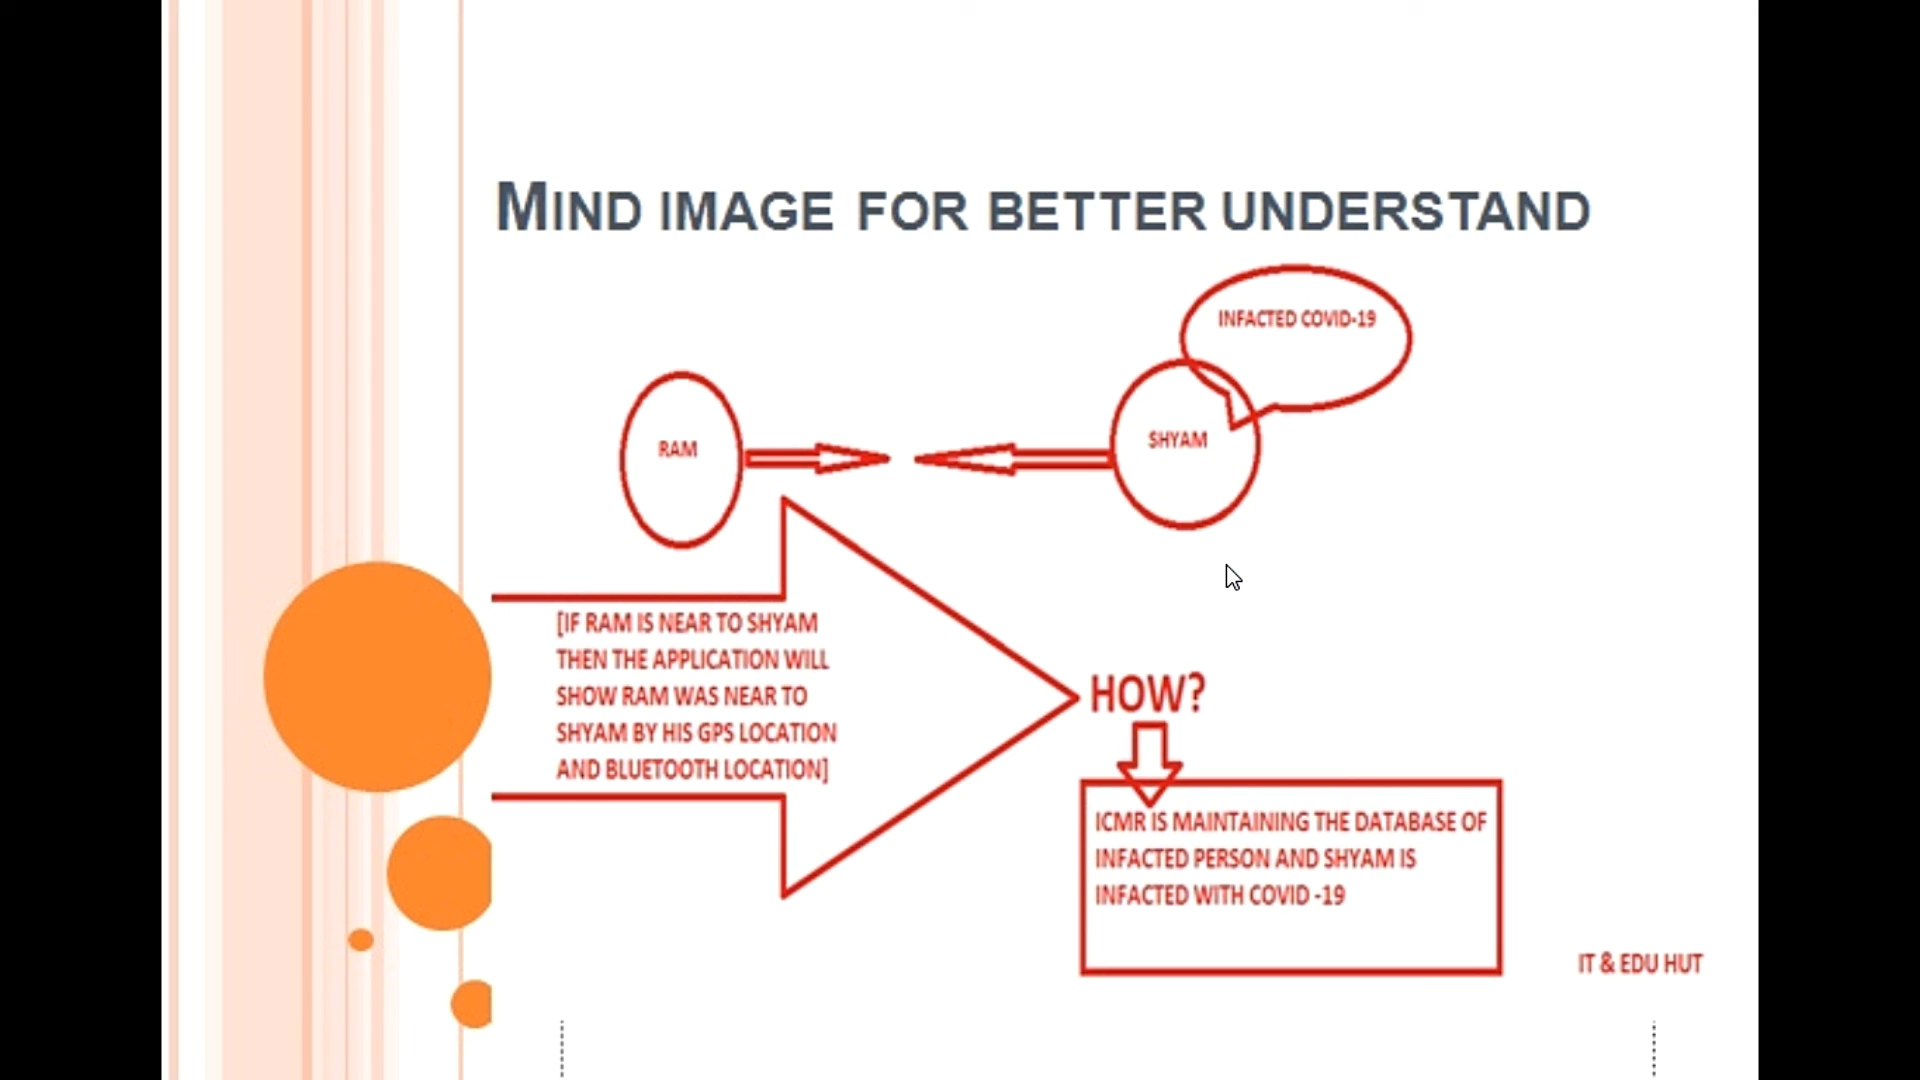 MIND IMAGE FOR BETTER UNDERSTAND
INFACTED COVID-19
RAM
SHYAM
[IF RAM IS NEAR TO SHYAM
THEN THE APPLICATION WILL
SHOW RAM WAS NEAR TO
SHYAM BY HIS GPS LOCATION
AND BLUETOOTH LOCATION]
HOW?
ICMR IS MAINTAINING THE DATABASE OF
INFACTED PERSON AND SHYAM IS
INFACTED WITH COVID -19
IT & EDU HUT